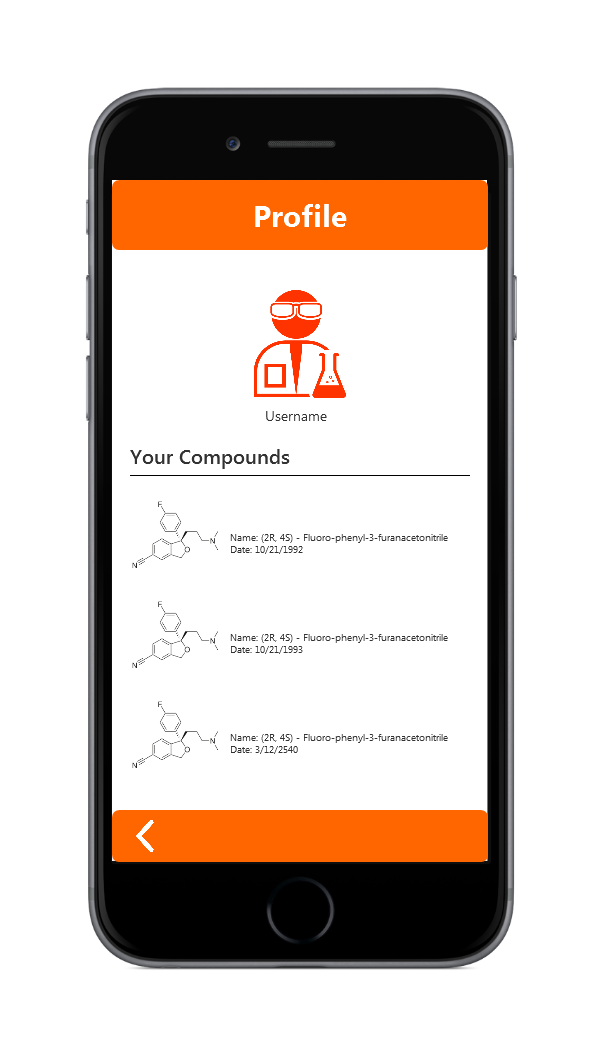 Profile
Username
Your Compounds
F
N
O
N
Name: (2R, 4S) - Fluoro-phenyl-3-furanacetonitrile
Date: 10/21/1992
F
N
O
N
Name: (2R, 4S) - Fluoro-phenyl-3-furanacetonitrile
Date: 10/21/1993
F
N
O
N
Name: (2R, 4S) - Fluoro-phenyl-3-furanacetonitrile
Date: 3/12/2540